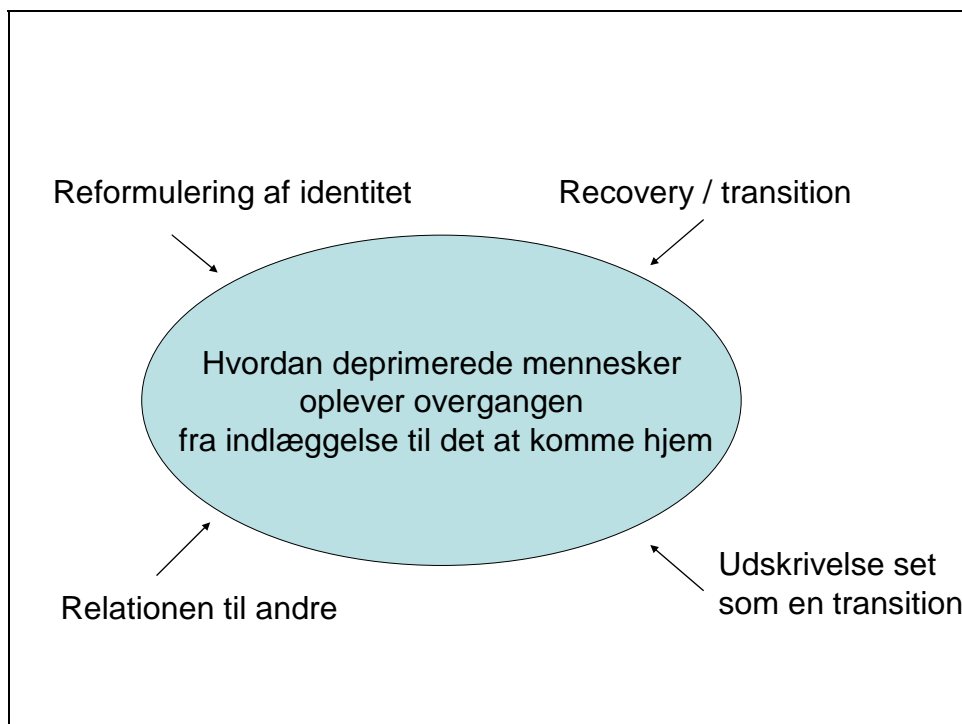 Reformulering af identitet
Recovery / transition
Hvordan deprimerede mennesker
oplever overgangen
fra indlæggelse til det at komme hjem
Relationen til andre
Udskrivelse set
som en transition